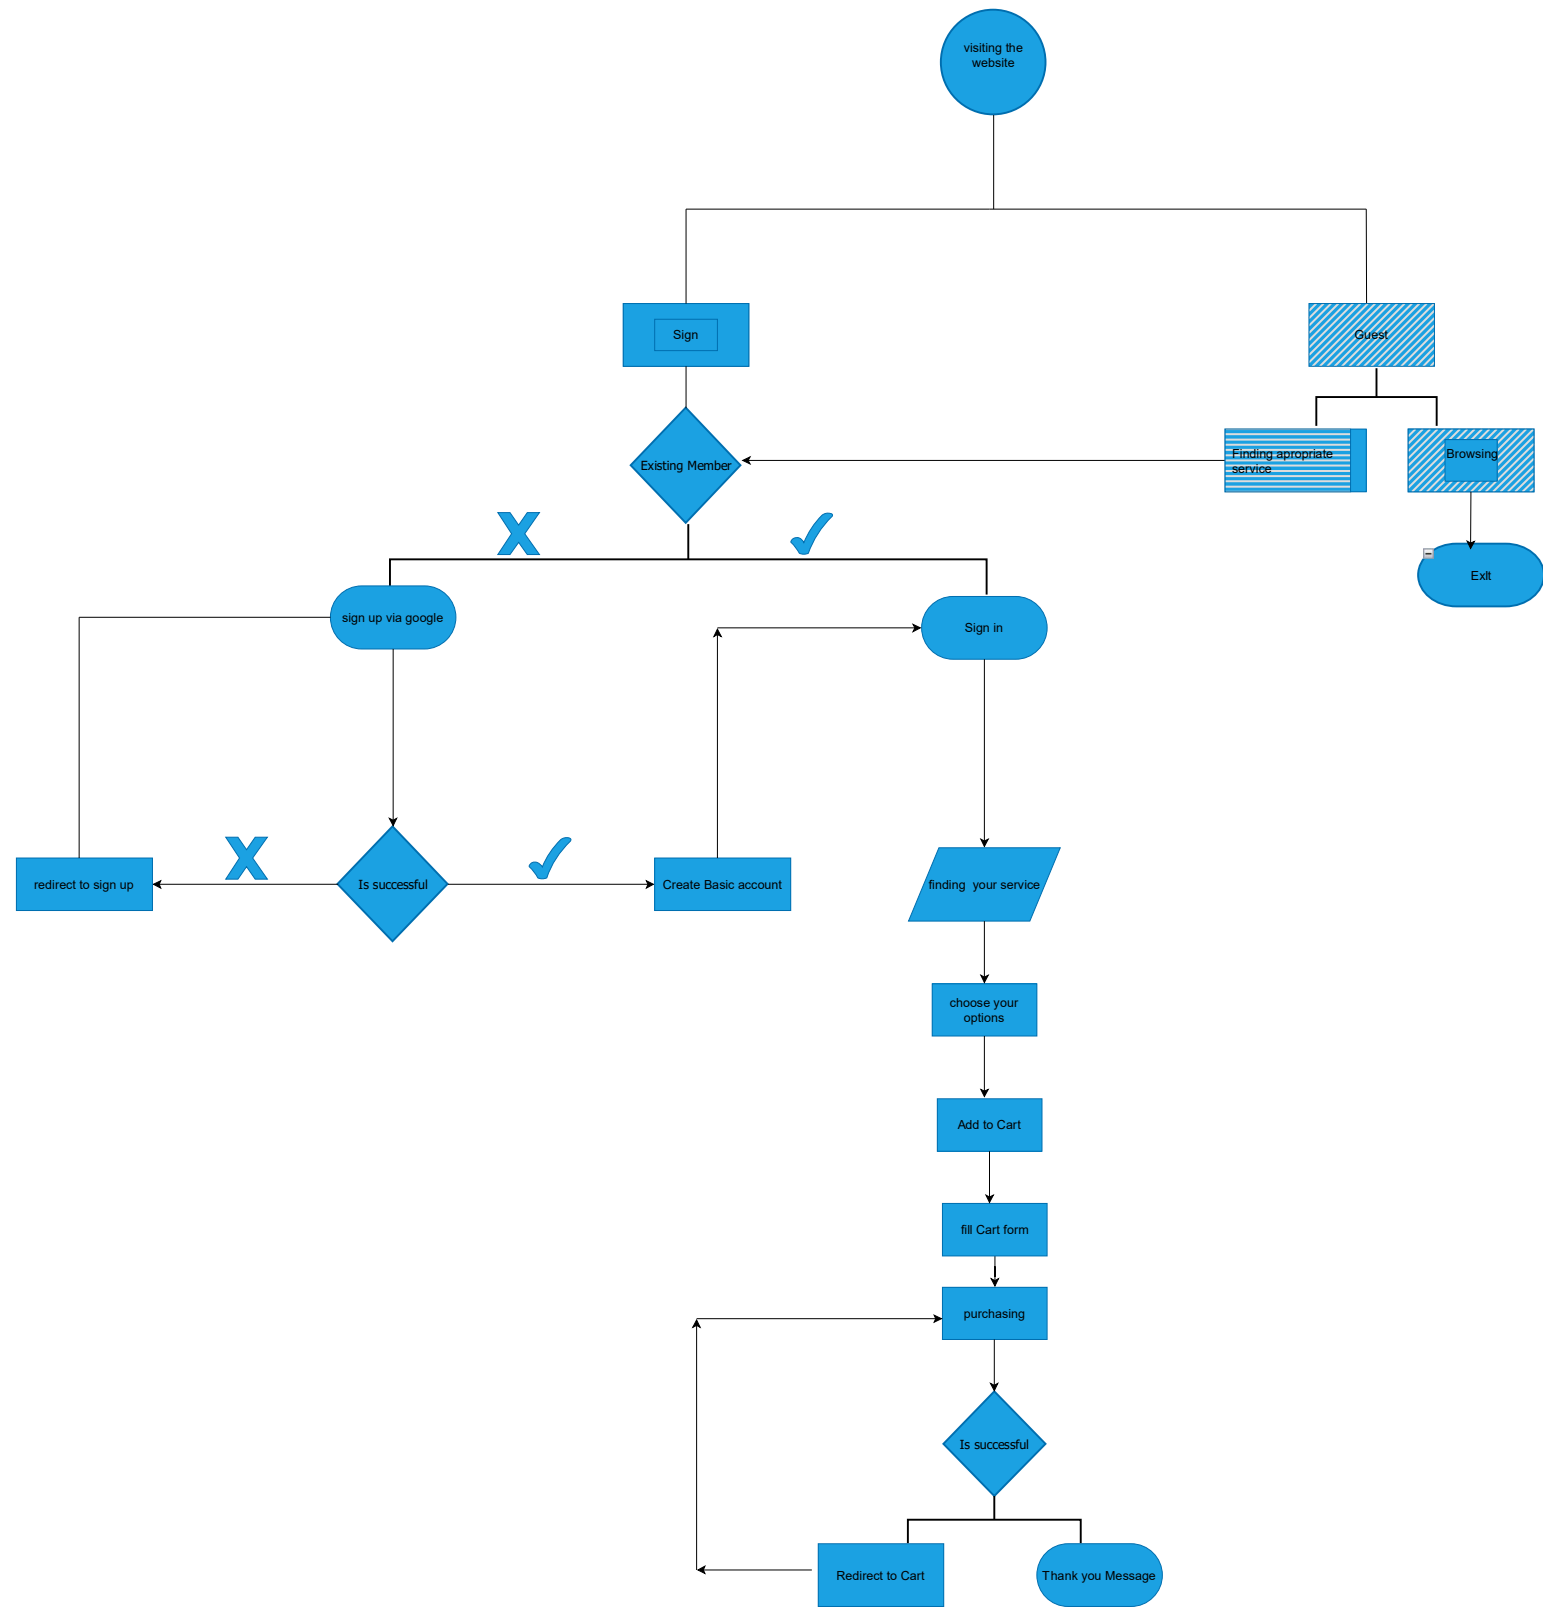 visiting the
website
Sign
Guest
Existing Member
Finding apropriate
service
Browsing
ExIt
sign up via google
Sign in
redirect to sign up
Is successful
Create Basic account
finding  your service
choose your
options
Add to Cart
fill Cart form
purchasing
Is successful
Redirect to Cart
Thank you Message